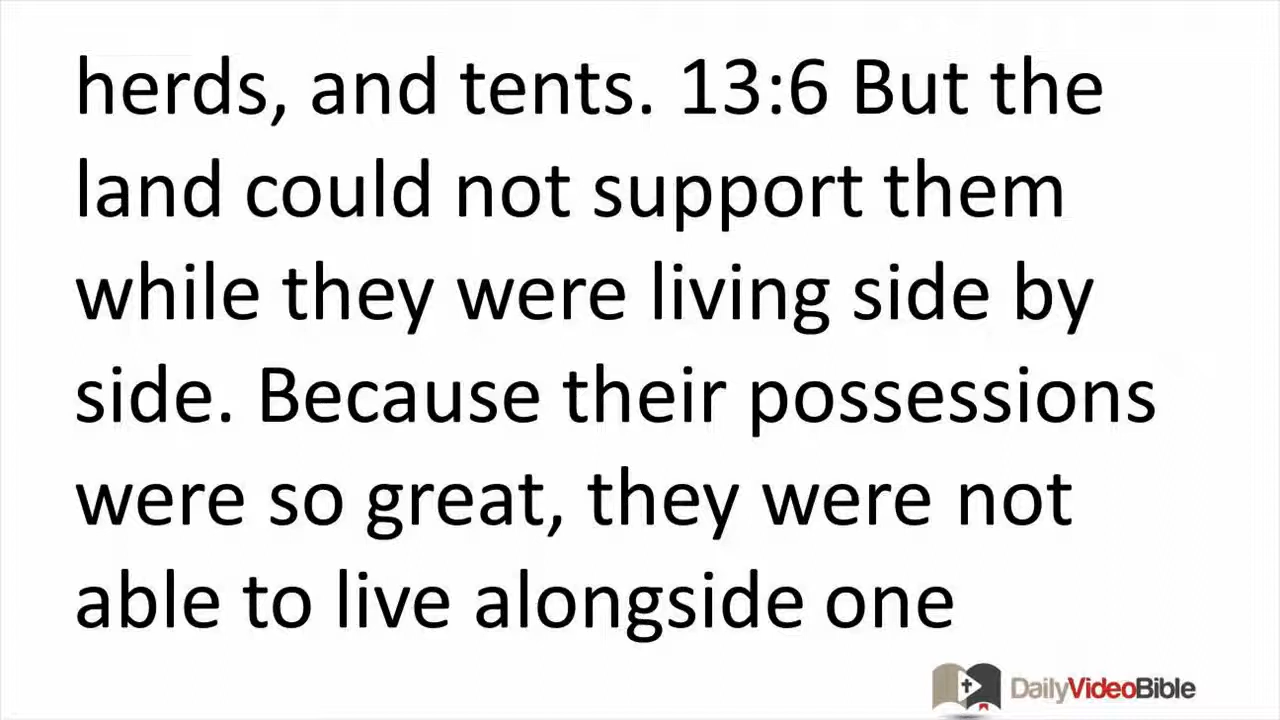 herds, and tents. 13:6 But the
land could not support them
while they were living side by
side. Because their possessions
were so great, they were not
able to live alongside one
DailyVideoBible